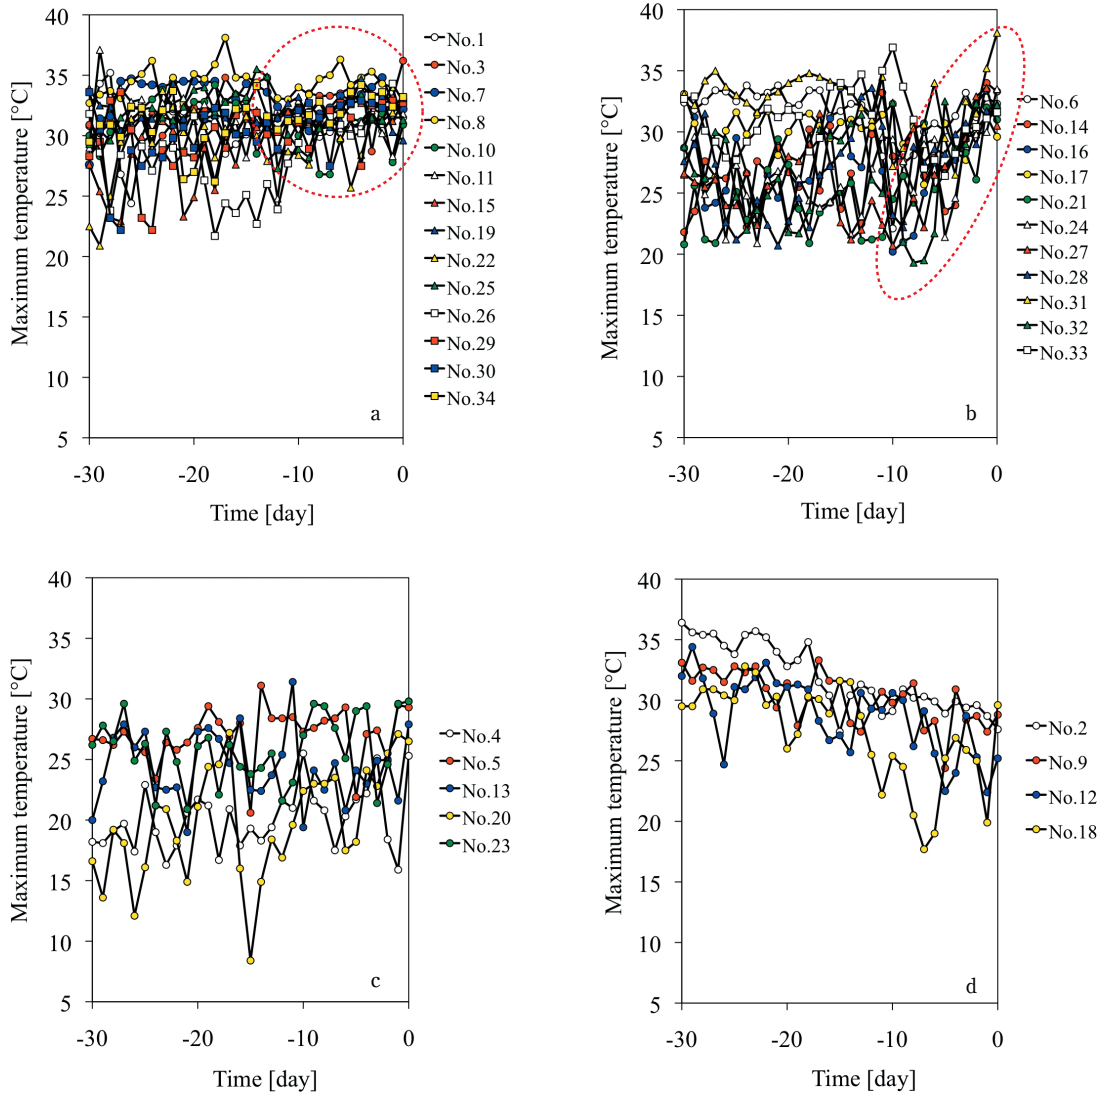 Maximum temperature [°C]
40
35
30
25
20
15
10
5
-30
-20
-10
0
Time [day]
a
No.1
No.3
No.7
No.8
No.10
No.11
No.15
No.19
No.22
No.25
No.26
No.29
No.30
No.34
Maximum temperature [°C]
40
35
30
25
20
15
10
5
-30
-20
-10
0
Time [day]
b
No.6
No.14
No.16
No.17
No.21
No.24
No.27
No.28
No.31
No.32
No.33
Maximum temperature [°C]
40
35
30
25
20
15
10
5
-30
-20
-10
0
Time [day]
c
No.4
No.5
No.13
No.20
No.23
Maximum temperature [°C]
40
35
30
25
20
15
10
5
-30
-20
-10
0
Time [day]
d
No.2
No.9
No.12
No.18